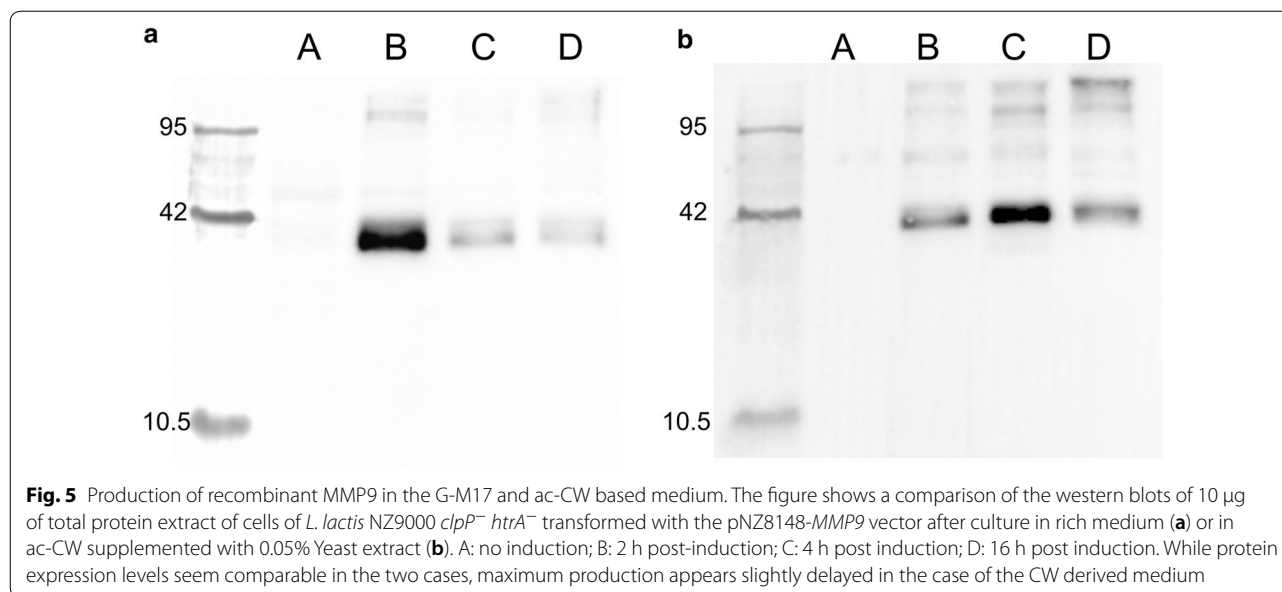 a A B C D
95
42
10.5
b A B C D
95
42
10.5
Fig. 5 Production of recombinant MMP9 in the G-M17 and ac-CW based medium. The figure shows a comparison of the western blots of 10 µg
of total protein extract of cells of L. lactis NZ9000 clpP⁻ htrA⁻ transformed with the pNZ8148-MMP9 vector after culture in rich medium (a) or in
ac-CW supplemented with 0.05% Yeast extract (b). A: no induction; B: 2 h post-induction; C: 4 h post induction; D: 16 h post induction. While protein
expression levels seem comparable in the two cases, maximum production appears slightly delayed in the case of the CW derived medium